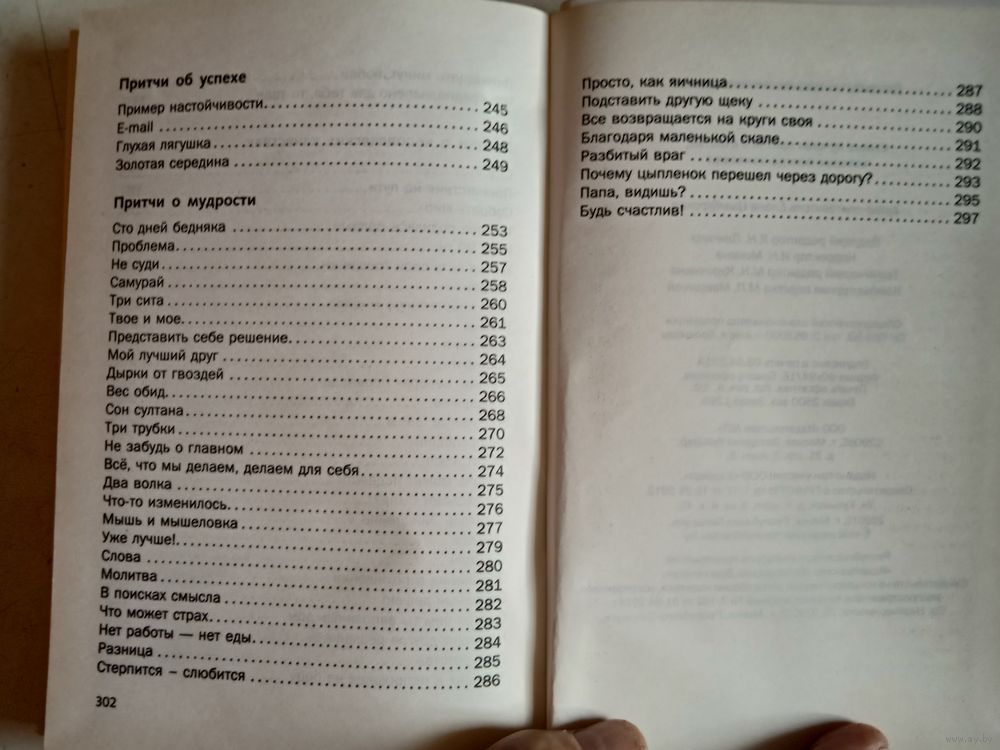 Притчи об успехе
Пример настойчивости. 245
E-mail 246
Глухая лягушка. 248
Золотая середина 249
Притчи о мудрости
Сто дней бедняка 253
Проблема. 255
Не суди. 257
Самурай 258
Три сита 260
Твое и мое. 261
Представить себе решение. 263
Мой лучший друг 264
Дырки от гвоздей 265
Вес обид. 266
Сон султана. 268
Три трубки 270
Не забудь о главном 272
Всё, что мы делаем, делаем для себя. 274
Два волка 275
Что-то изменилось. 276
Мышь и мышеловка 277
Уже лучше!. 279
Слова 280
Молитва. 281
В поисках смысла 282
Что может страх. 283
Нет работы — нет еды. 284
Разница 285
Стерпится – слюбится 286
302
Просто, как яичница. 287
Подставить другую щеку 288
Все возвращается на круги своя 290
Благодаря маленькой скале. 291
Разбитый враг 292
Почему цыпленок перешел через дорогу?. 293
Папа, видишь? 295
Будь счастлив! 297
www.av.by